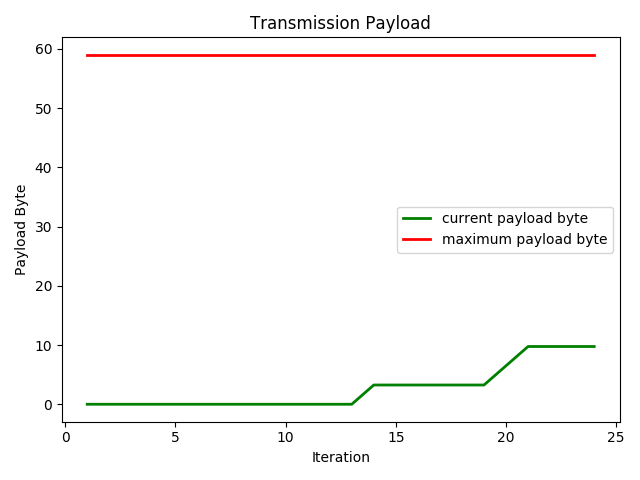 Transmission Payload
60
50
40
30
20
10
0
Payload Byte
current payload byte
maximum payload byte
0 5 10 15 20 25
Iteration